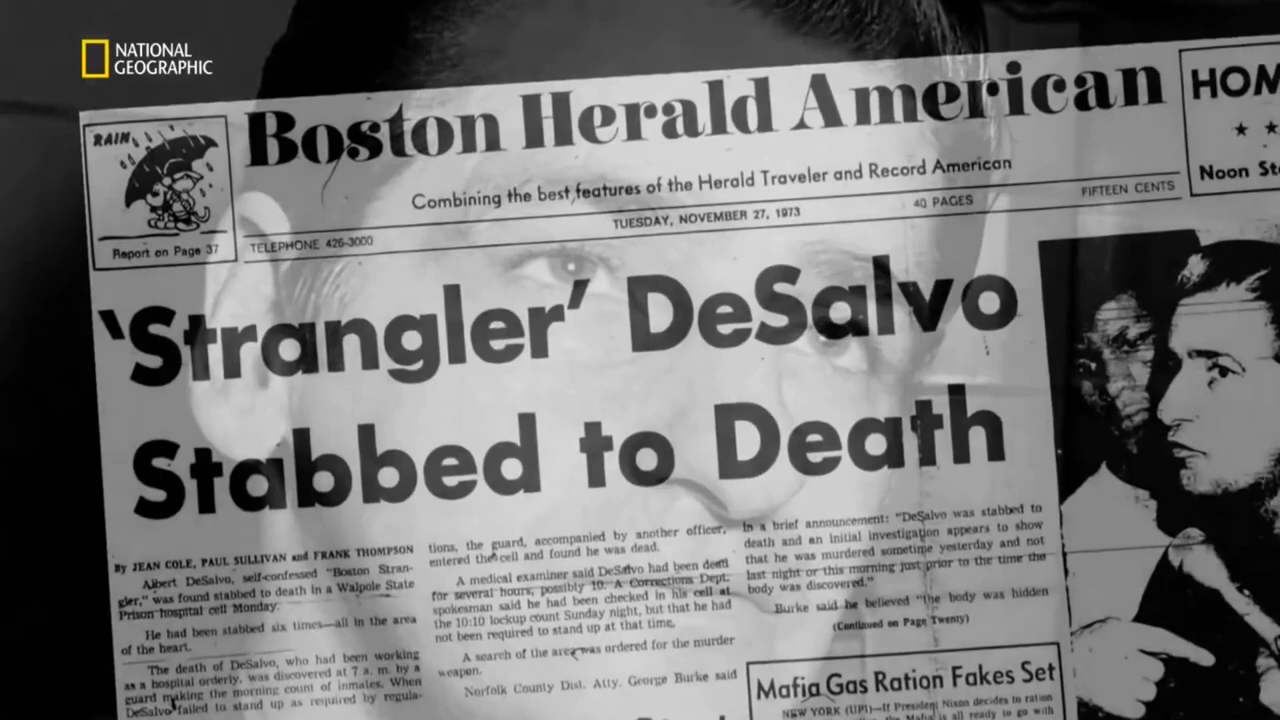 NATIONAL
GEOGRAPHIC
RAIN
Report on Page 37
Boston Herald American
HOM
Combining the best features of the Herald Traveler and Record American
Noon St
TELEPHONE 426-3000
TUESDAY, NOVEMBER 27, 1973
40 PAGES
FIFTEEN CENTS
'Strangler' DeSalvo
Stabbed to Death
By JEAN COLE, PAUL SULLIVAN and FRANK THOMPSON
Albert DeSalvo, self-confessed "Boston Stran-
gler," was found stabbed to death in a Walpole State
Prison hospital cell Monday.
He had been stabbed six times—all in the area
of the heart.
The death of DeSalvo, who had been working
as a hospital orderly, was discovered at 7 a.m. by a
guard making the morning count of inmates. When
DeSalvo failed to stand up as required by regula-
tions, the guard, accompanied by another officer,
entered the cell and found he was dead.
A medical examiner said DeSalvo had been dead
for several hours, possibly 10. A Corrections Dept.
spokesman said he had been checked in his cell at
the 10:10 lockup count Sunday night, but that he had
not been required to stand up at that time.
A search of the area was ordered for the murder
weapon.
Norfolk County Dist. Atty. George Burke said
in a brief announcement: "DeSalvo was stabbed to
death and an initial investigation appears to show
that he was murdered sometime yesterday and not
last night or this morning just prior to the time the
body was discovered."
Burke said he believed "the body was hidden
(Continued on Page Twenty)
Mafia Gas Ration Fakes Set
NEW YORK (UPI)—If President Nixon decides to ration
the Mafia is all ready to go with